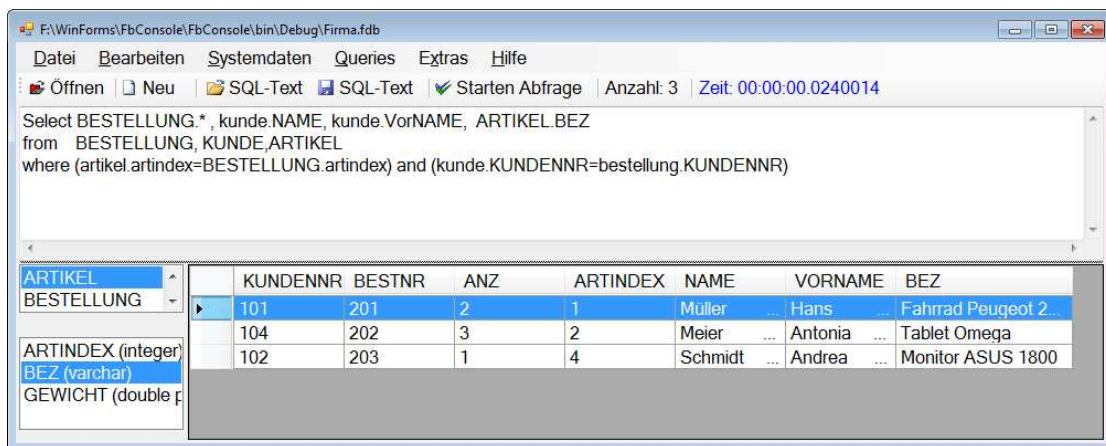 F:\WinForms\FbConsole\FbConsole\bin\Debug\Firma.fdb
Datei Bearbeiten Systemdaten Queries Extras Hilfe
Öffnen Neu SQL-Text SQL-Text Starten Abfrage Anzahl: 3 Zeit: 00:00:00.0240014
Select BESTELLUNG.* , kunde.NAME, kunde.VorNAME, ARTIKEL.BEZ
from BESTELLUNG, KUNDE,ARTIKEL
where (artikel.artindex=BESTELLUNG.artindex) and (kunde.KUNDENNR=bestellung.KUNDENNR)
ARTIKEL
BESTELLUNG
ARTINDEX (integer)
BEZ (varchar)
GEWICHT (double p
KUNDENNR BESTNR ANZ ARTINDEX NAME VORNAME BEZ
101 201 2 1 Müller ... Hans ... Fahrrad Peugeot 2...
104 202 3 2 Meier ... Antonia ... Tablet Omega
102 203 1 4 Schmidt ... Andrea ... Monitor ASUS 1800